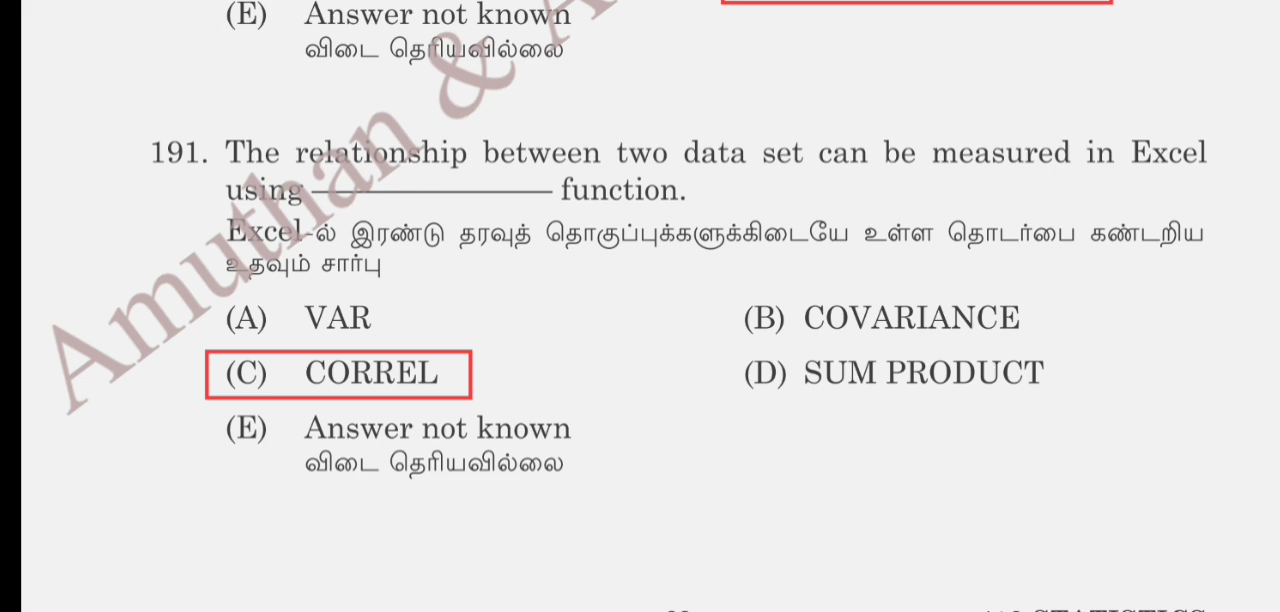 (E) Answer not known
விடை தெரியவில்லை
191. The relationship between two data set can be measured in Excel
using ———————— function.
Excel-ல் இரண்டு தரவுத் தொகுப்புக்களுக்கிடையே உள்ள தொடர்பை கண்டறிய
உதவும் சார்பு
(A) VAR (B) COVARIANCE
(C) CORREL (D) SUM PRODUCT
(E) Answer not known
விடை தெரியவில்லை
Amuthan &